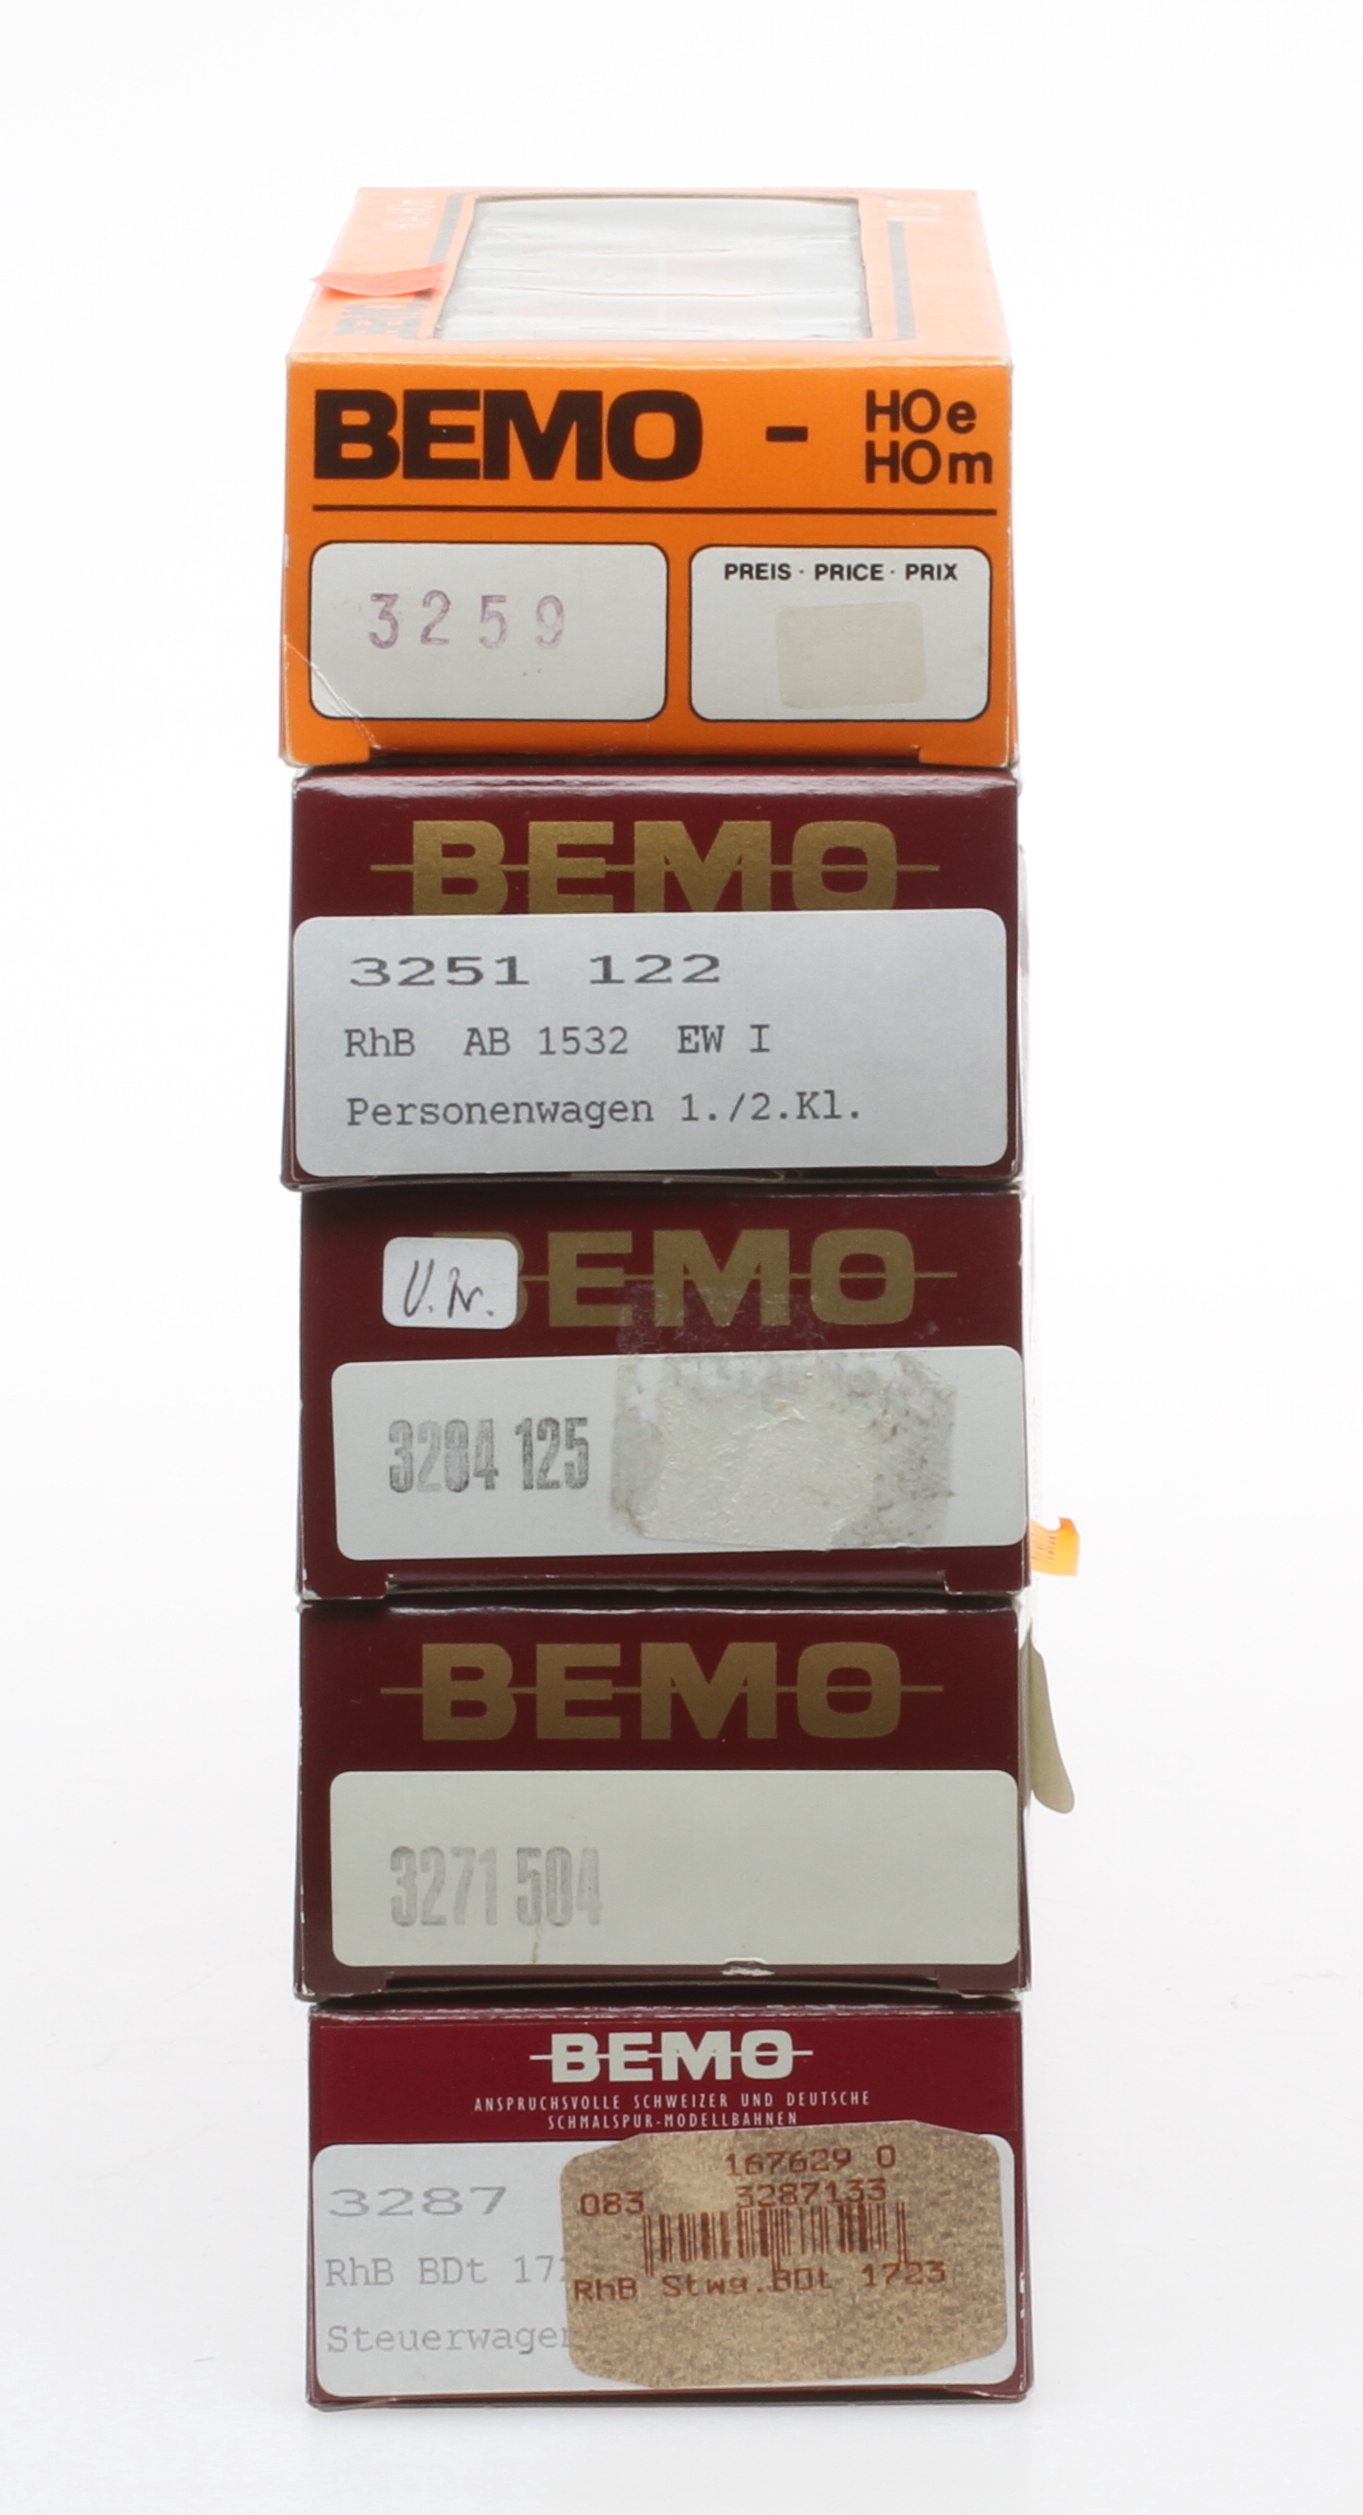 BEMO - HOe
HOm
3259
PREIS · PRICE · PRIX
BEMO
3251 122
RhB AB 1532 EW I
Personenwagen 1./2.Kl.
BEMO
3284 125
BEMO
3271 504
BEMO
ANSPRUCHSVOLLE SCHWEIZER UND DEUTSCHE
SCHMALSPUR-MODELLBAHNEN
167629 0
3287
083 3287133
RhB BDt
RhB Stwg.BDt 1723
Steuerwagen